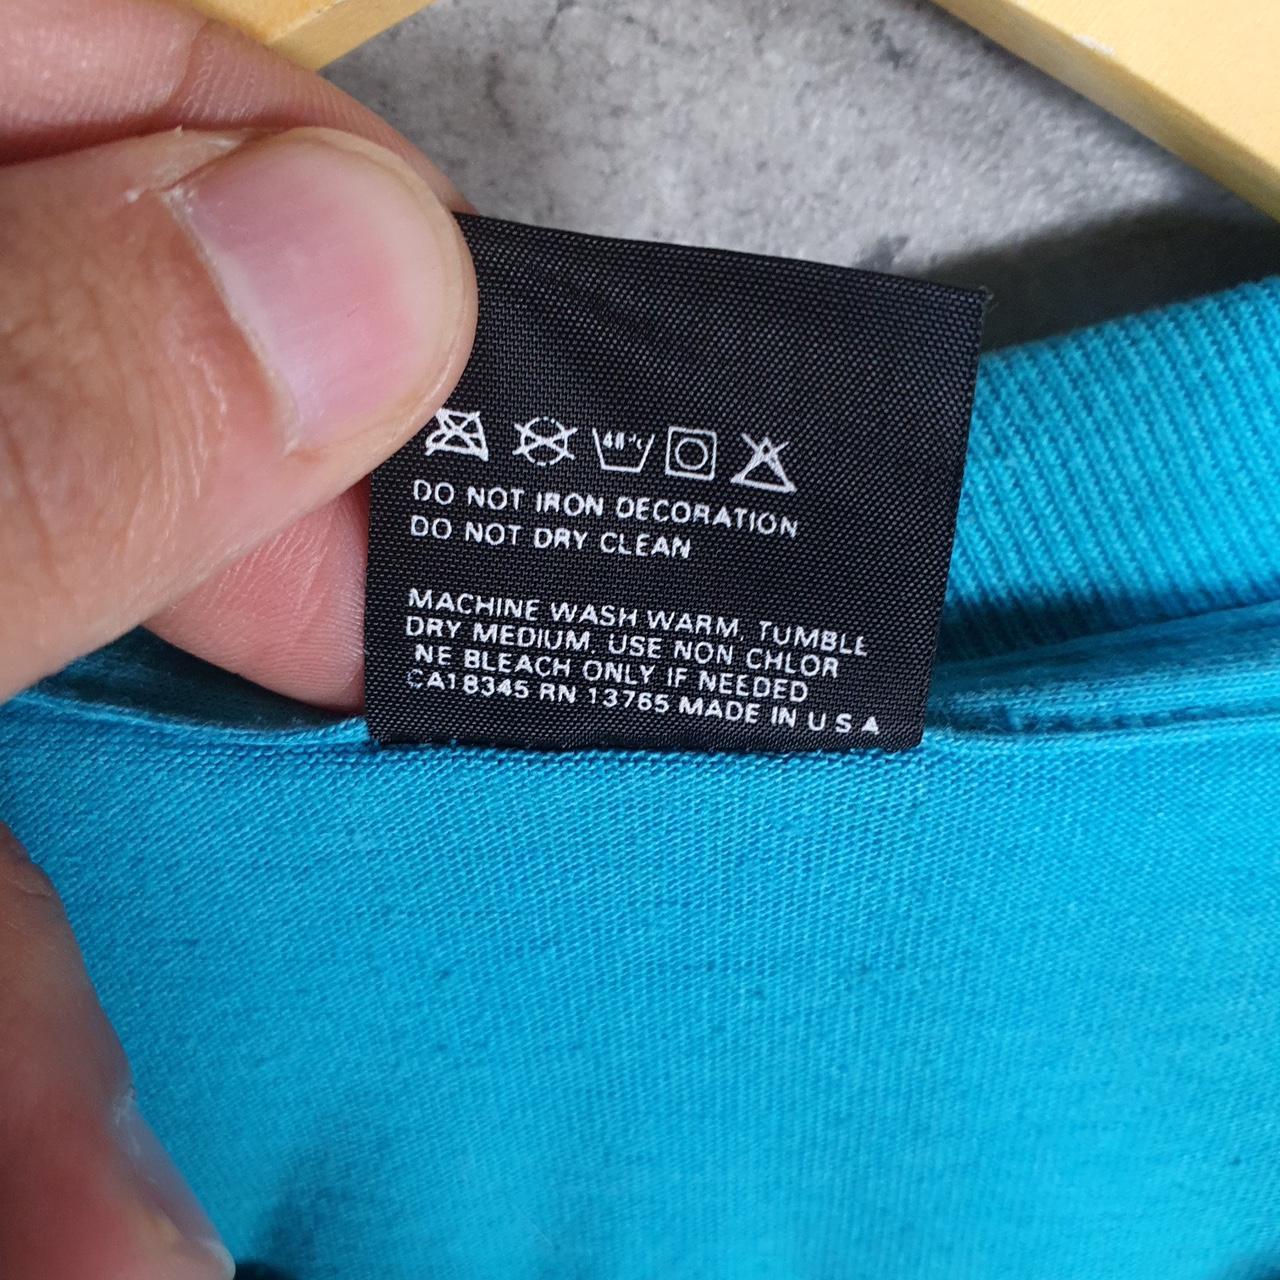 40°C
DO NOT IRON DECORATION
DO NOT DRY CLEAN
MACHINE WASH WARM. TUMBLE
DRY MEDIUM. USE NON CHLOR
NE BLEACH ONLY IF NEEDED
CA18345 RN 13765 MADE IN U S A